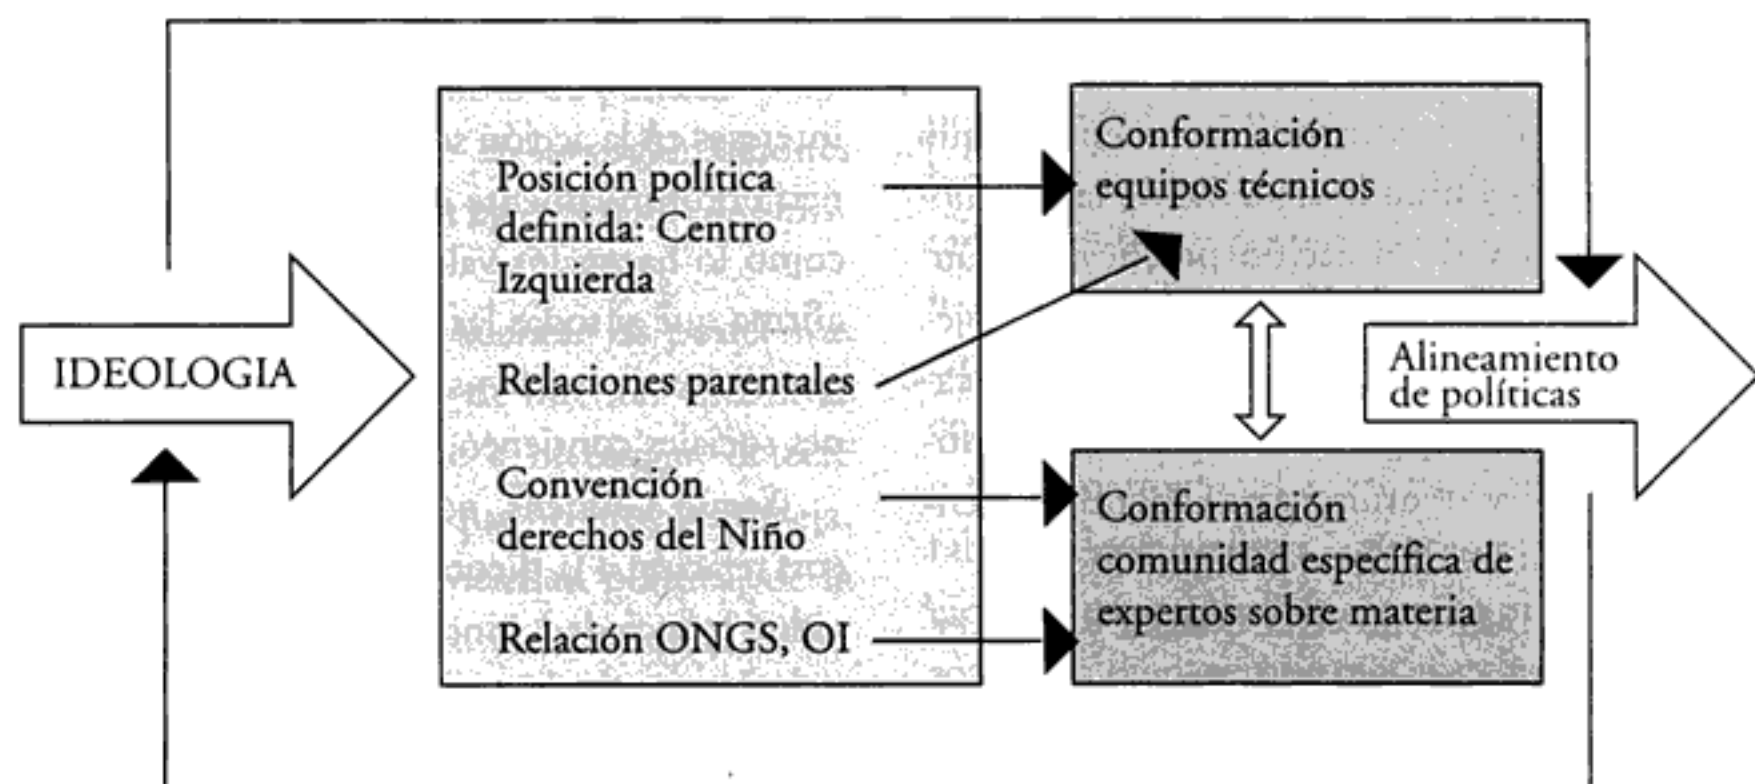 IDEOLOGIA
Posición política
definida: Centro
Izquierda
Relaciones parentales
Convención
derechos del Niño
Relación ONGS, OI
Conformación
equipos técnicos
Conformación
comunidad específica de
expertos sobre materia
Alineamiento
de políticas